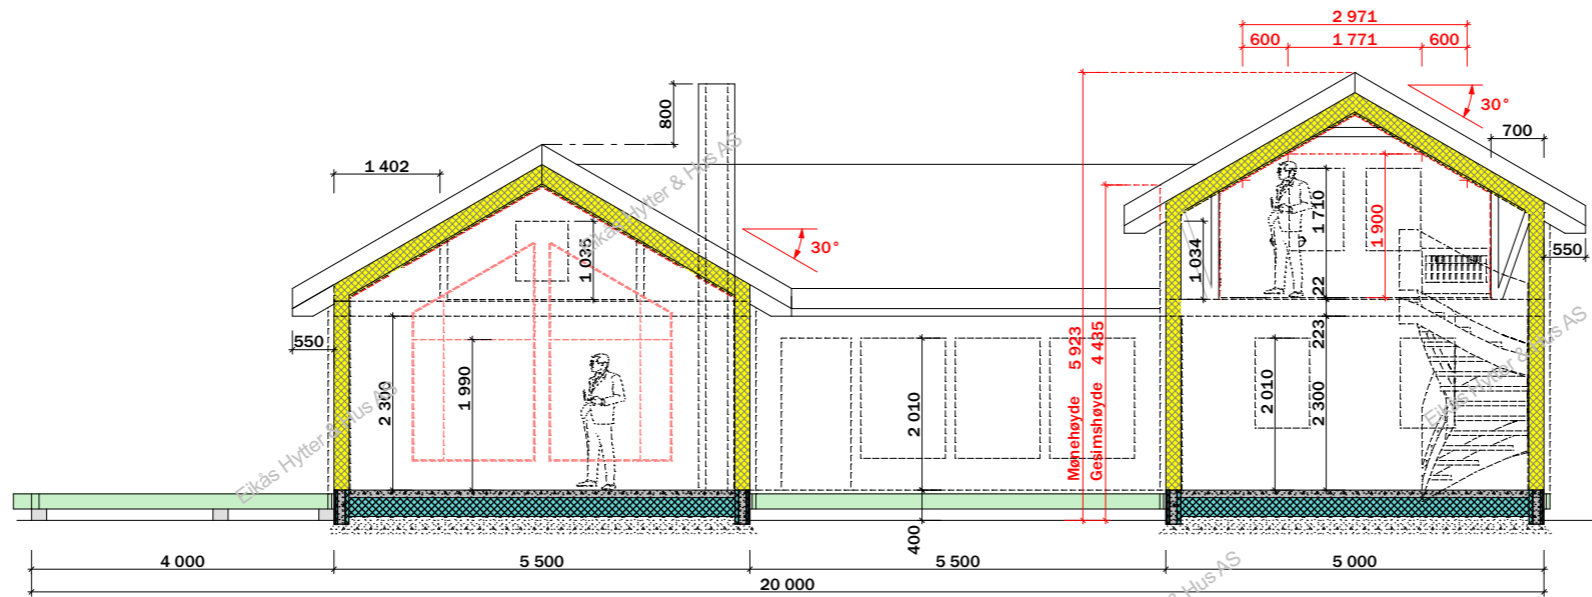 2 971
600 1 771 600
30°
800
700
1 402
Eikås Hytter & Hus AS
1 710
1 900
1 035
30°
1 034
550
22
550
Mønehøyde 5 923
Gesimshøyde 4 435
223
2 300
1 990
2 010
2 010
2 300
Eikås Hytter & Hus AS
Eikås Hytter & Hus AS
400
4 000 5 500 5 500 5 000
& Hus AS
20 000